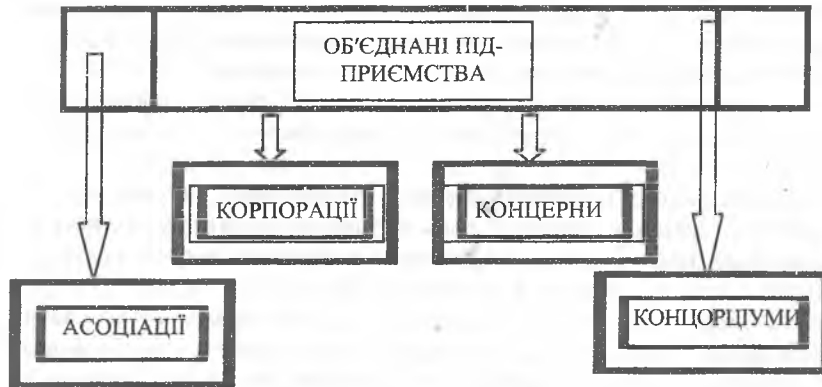 ОБ'ЄДНАНІ ПІД-
ПРИЄМСТВА
КОРПОРАЦІЇ
КОНЦЕРНИ
АСОЦІАЦІЇ
КОНЦОРЦІУМИ